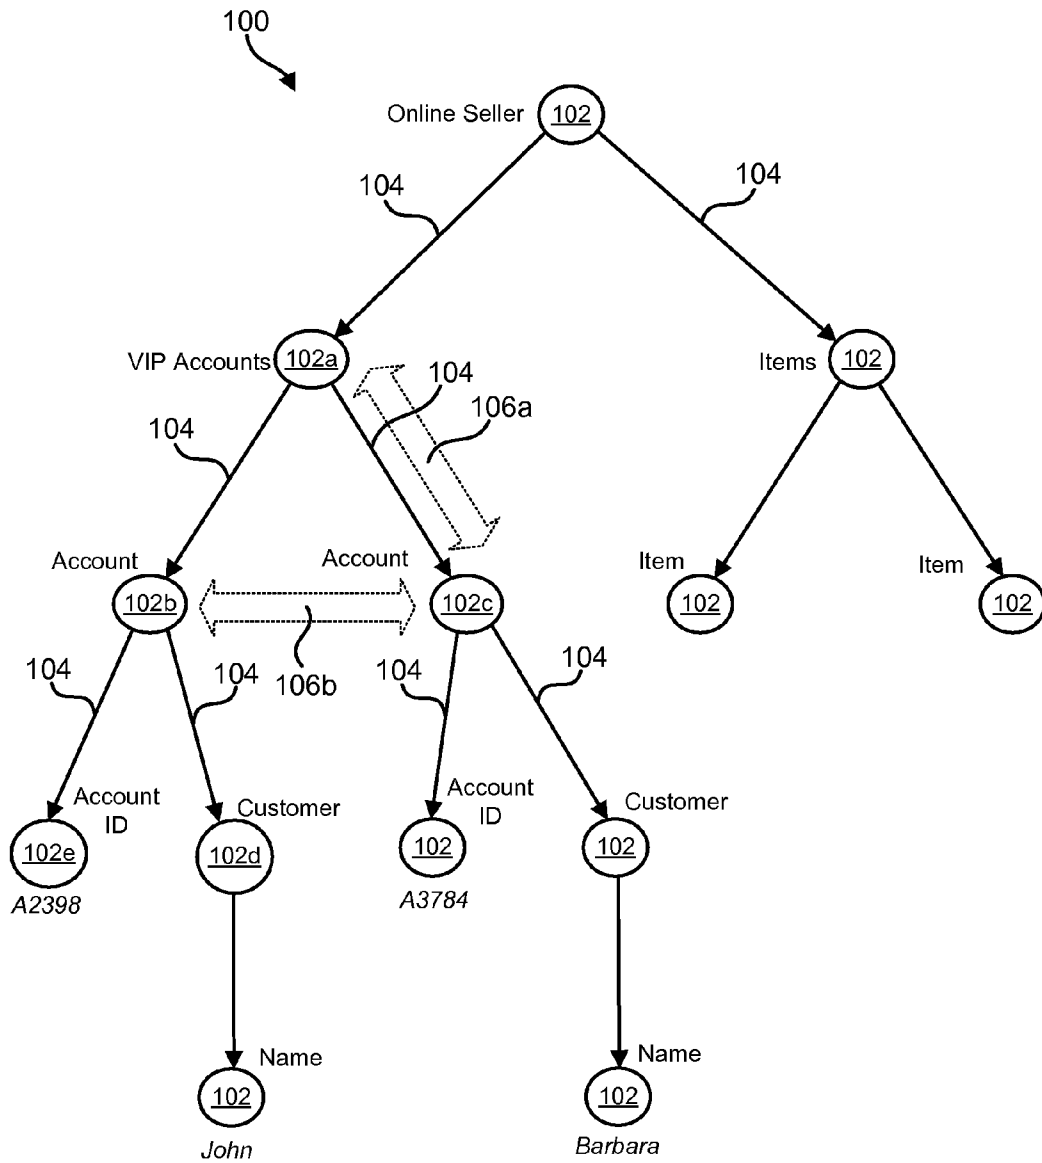 100
Online Seller 102
104
104
VIP Accounts 102a
Items 102
104
106a
104
Account
Account
Item
Item
102b
102c
102
102
104
104
106b
104
104
Account
ID
Customer
Account
ID
Customer
102e
102d
102
102
A2398
A3784
Name
Name
102
102
John
Barbara